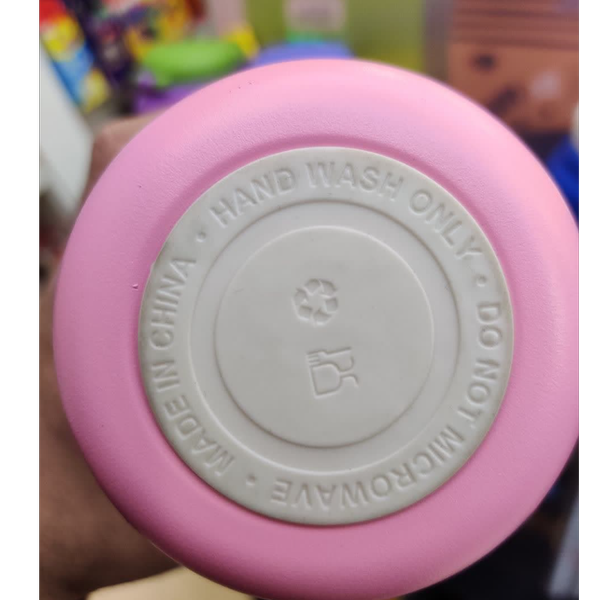 HAND WASH ONLY • DO NOT MICROWAVE • MADE IN CHINA •